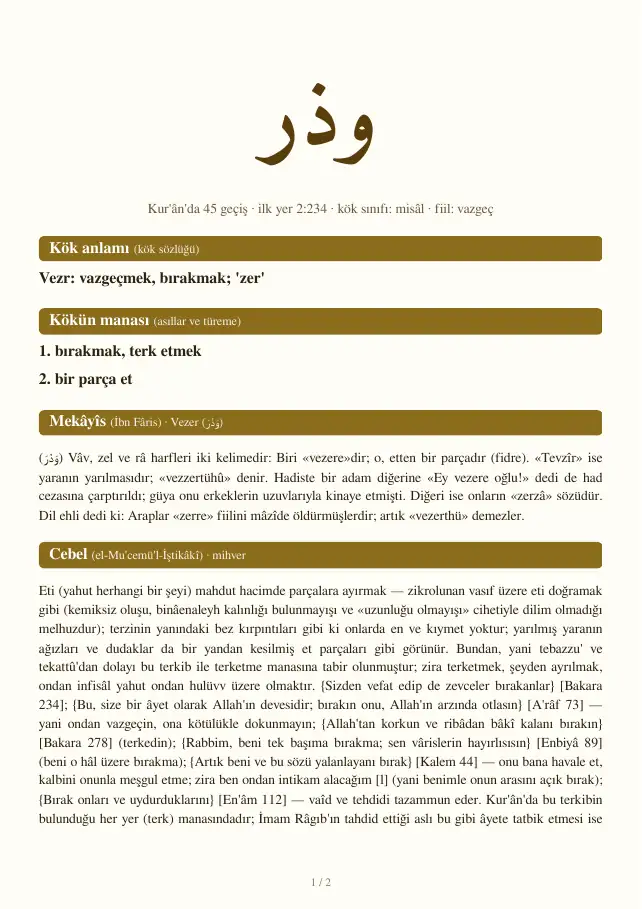 وذر
Kur'ân'da 45 geçiş · ilk yer 2:234 · kök sınıfı: misâl · fiil: vazgeç
Kök anlamı (kök sözlüğü)
Vezr: vazgeçmek, bırakmak; 'zer'
Kökün manası (asıllar ve türeme)
1. bırakmak, terk etmek
2. bir parça et
Mekâyîs (İbn Fâris) · Vezer (وَذَرَ)
(وَذَرَ) Vâv, zel ve râ harfleri iki kelimedir: Biri «vezere»dir; o, etten bir parçadır (fidre). «Tevzîr» ise
yaranın yarılmasıdır; «vezzertühû» denir. Hadiste bir adam diğerine «Ey vezere oğlu!» dedi de had
cezasına çarptırıldı; güya onu erkeklerin uzuvlarıyla kinaye etmişti. Diğeri ise onların «zerzâ» sözüdür.
Dil ehli dedi ki: Araplar «zerre» fiilini mâzîde öldürmüşlerdir; artık «vezerthü» demezler.
Cebel (el-Mu'cemü'l-İştikâkî) · mihver
Eti (yahut herhangi bir şeyi) mahdut hacimde parçalara ayırmak — zikrolunan vasıf üzere eti doğramak
gibi (kemiksiz oluşu, binâenaleyh kalınlığı bulunmayışı ve «uzunluğu olmayışı» cihetiyle dilim olmadığı
melhuzdur); terzinin yanındaki bez kırpıntıları gibi ki onlarda en ve kıymet yoktur; yarılmış yaranın
ağızları ve dudaklar da bir yandan kesilmiş et parçaları gibi görünür. Bundan, yani tebazzu' ve
tekattû'dan dolayı bu terkib ile terketme manasına tabir olunmuştur; zira terketmek, şeyden ayrılmak,
ondan infisâl yahut ondan hulüvv üzere olmaktır. {Sizden vefat edip de zevceler bırakanlar} [Bakara
234]; {Bu, size bir âyet olarak Allah'ın devesidir; bırakın onu, Allah'ın arzında otlasın} [A'râf 73] —
yani ondan vazgeçin, ona kötülükle dokunmayın; {Allah'tan korkun ve ribâdan bâkî kalanı bırakın}
[Bakara 278] (terkedin); {Rabbim, beni tek başıma bırakma; sen vârislerin hayırlısısın} [Enbiyâ 89]
(beni o hâl üzere bırakma); {Artık beni ve bu sözü yalanlayanı bırak} [Kalem 44] — onu bana havale et,
kalbini onunla meşgul etme; zira ben ondan intikam alacağım [l] (yani benimle onun arasını açık bırak);
{Bırak onları ve uydurduklarını} [En'âm 112] — vaîd ve tehdidi tazammun eder. Kur'ân'da bu terkibin
bulunduğu her yer (terk) manasındadır; İmam Râgıb'ın tahdid ettiği aslı bu gibi âyete tatbik etmesi ise
1 / 2